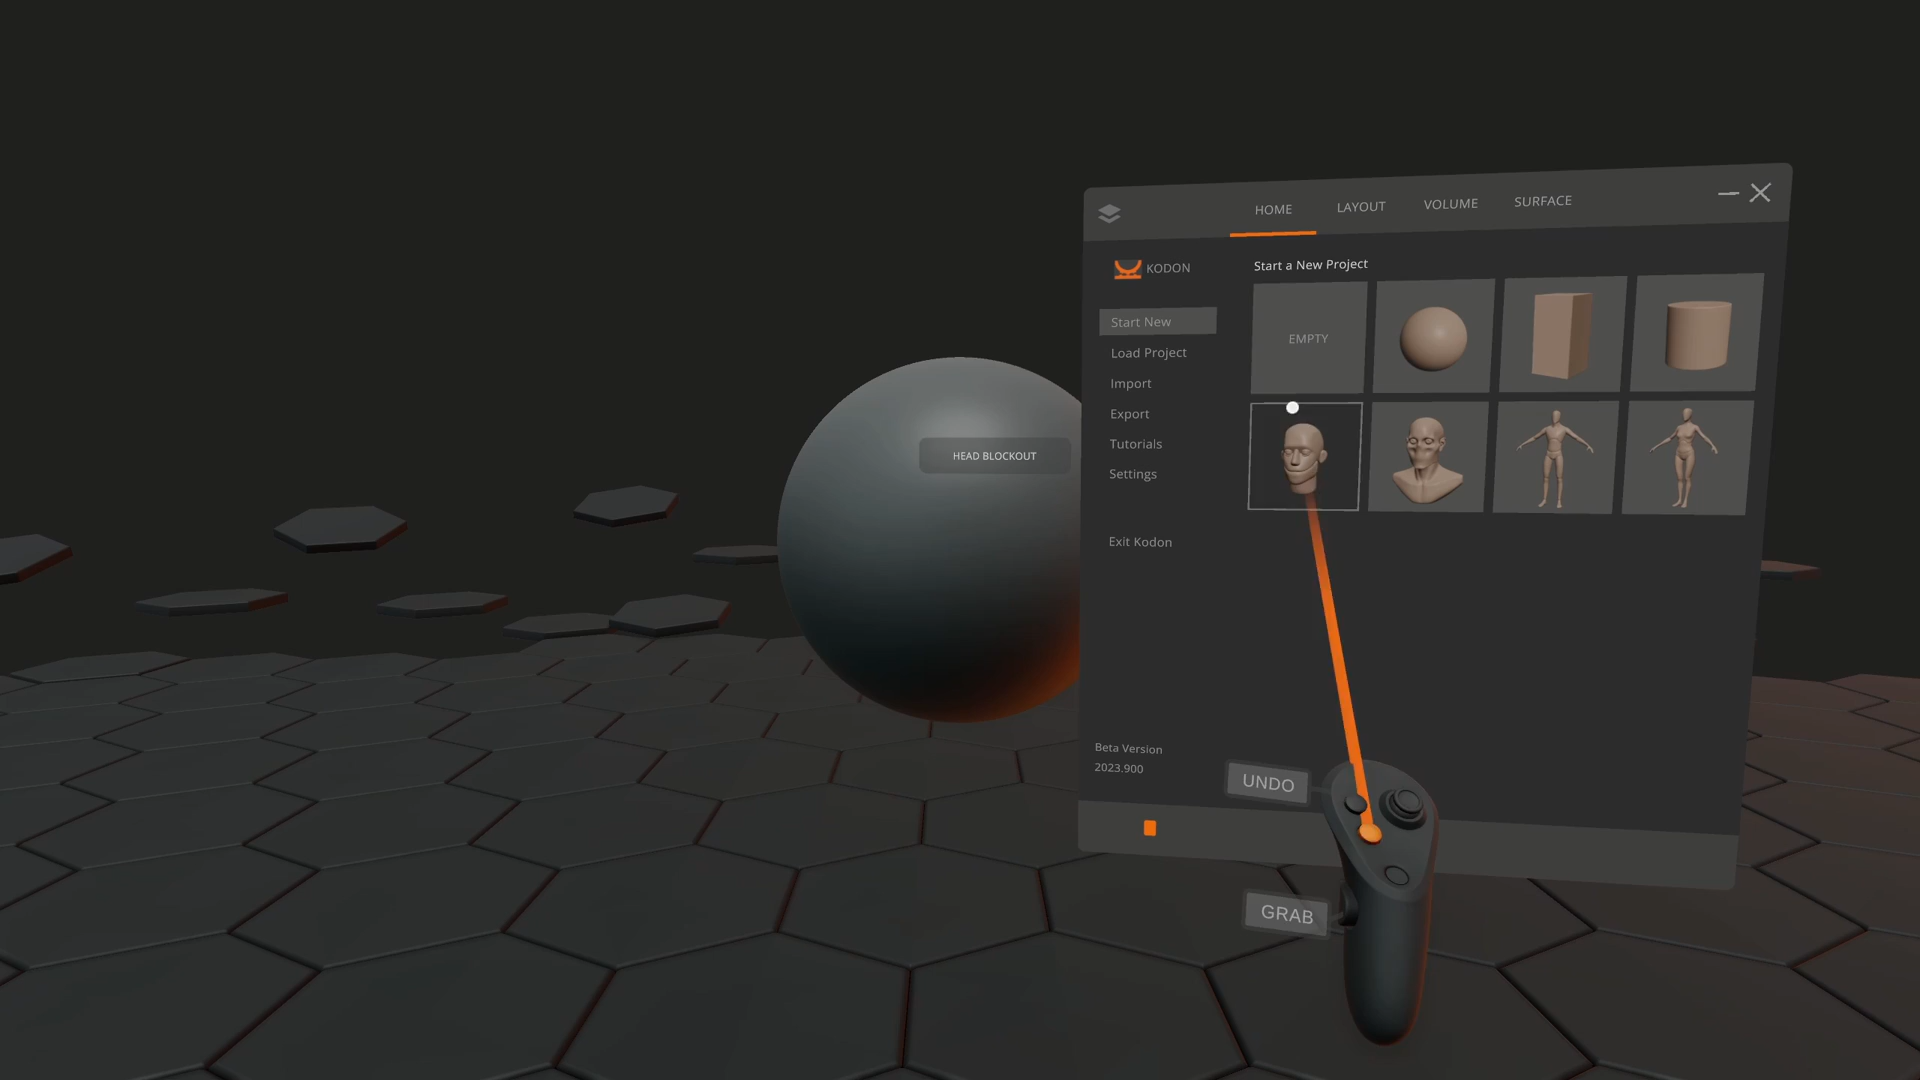 HOME
LAYOUT
VOLUME
SURFACE
KODON
Start New
Load Project
Import
Export
Tutorials
Settings
Exit Kodon
Beta Version
2023.900
Start a New Project
EMPTY
HEAD BLOCKOUT
UNDO
GRAB